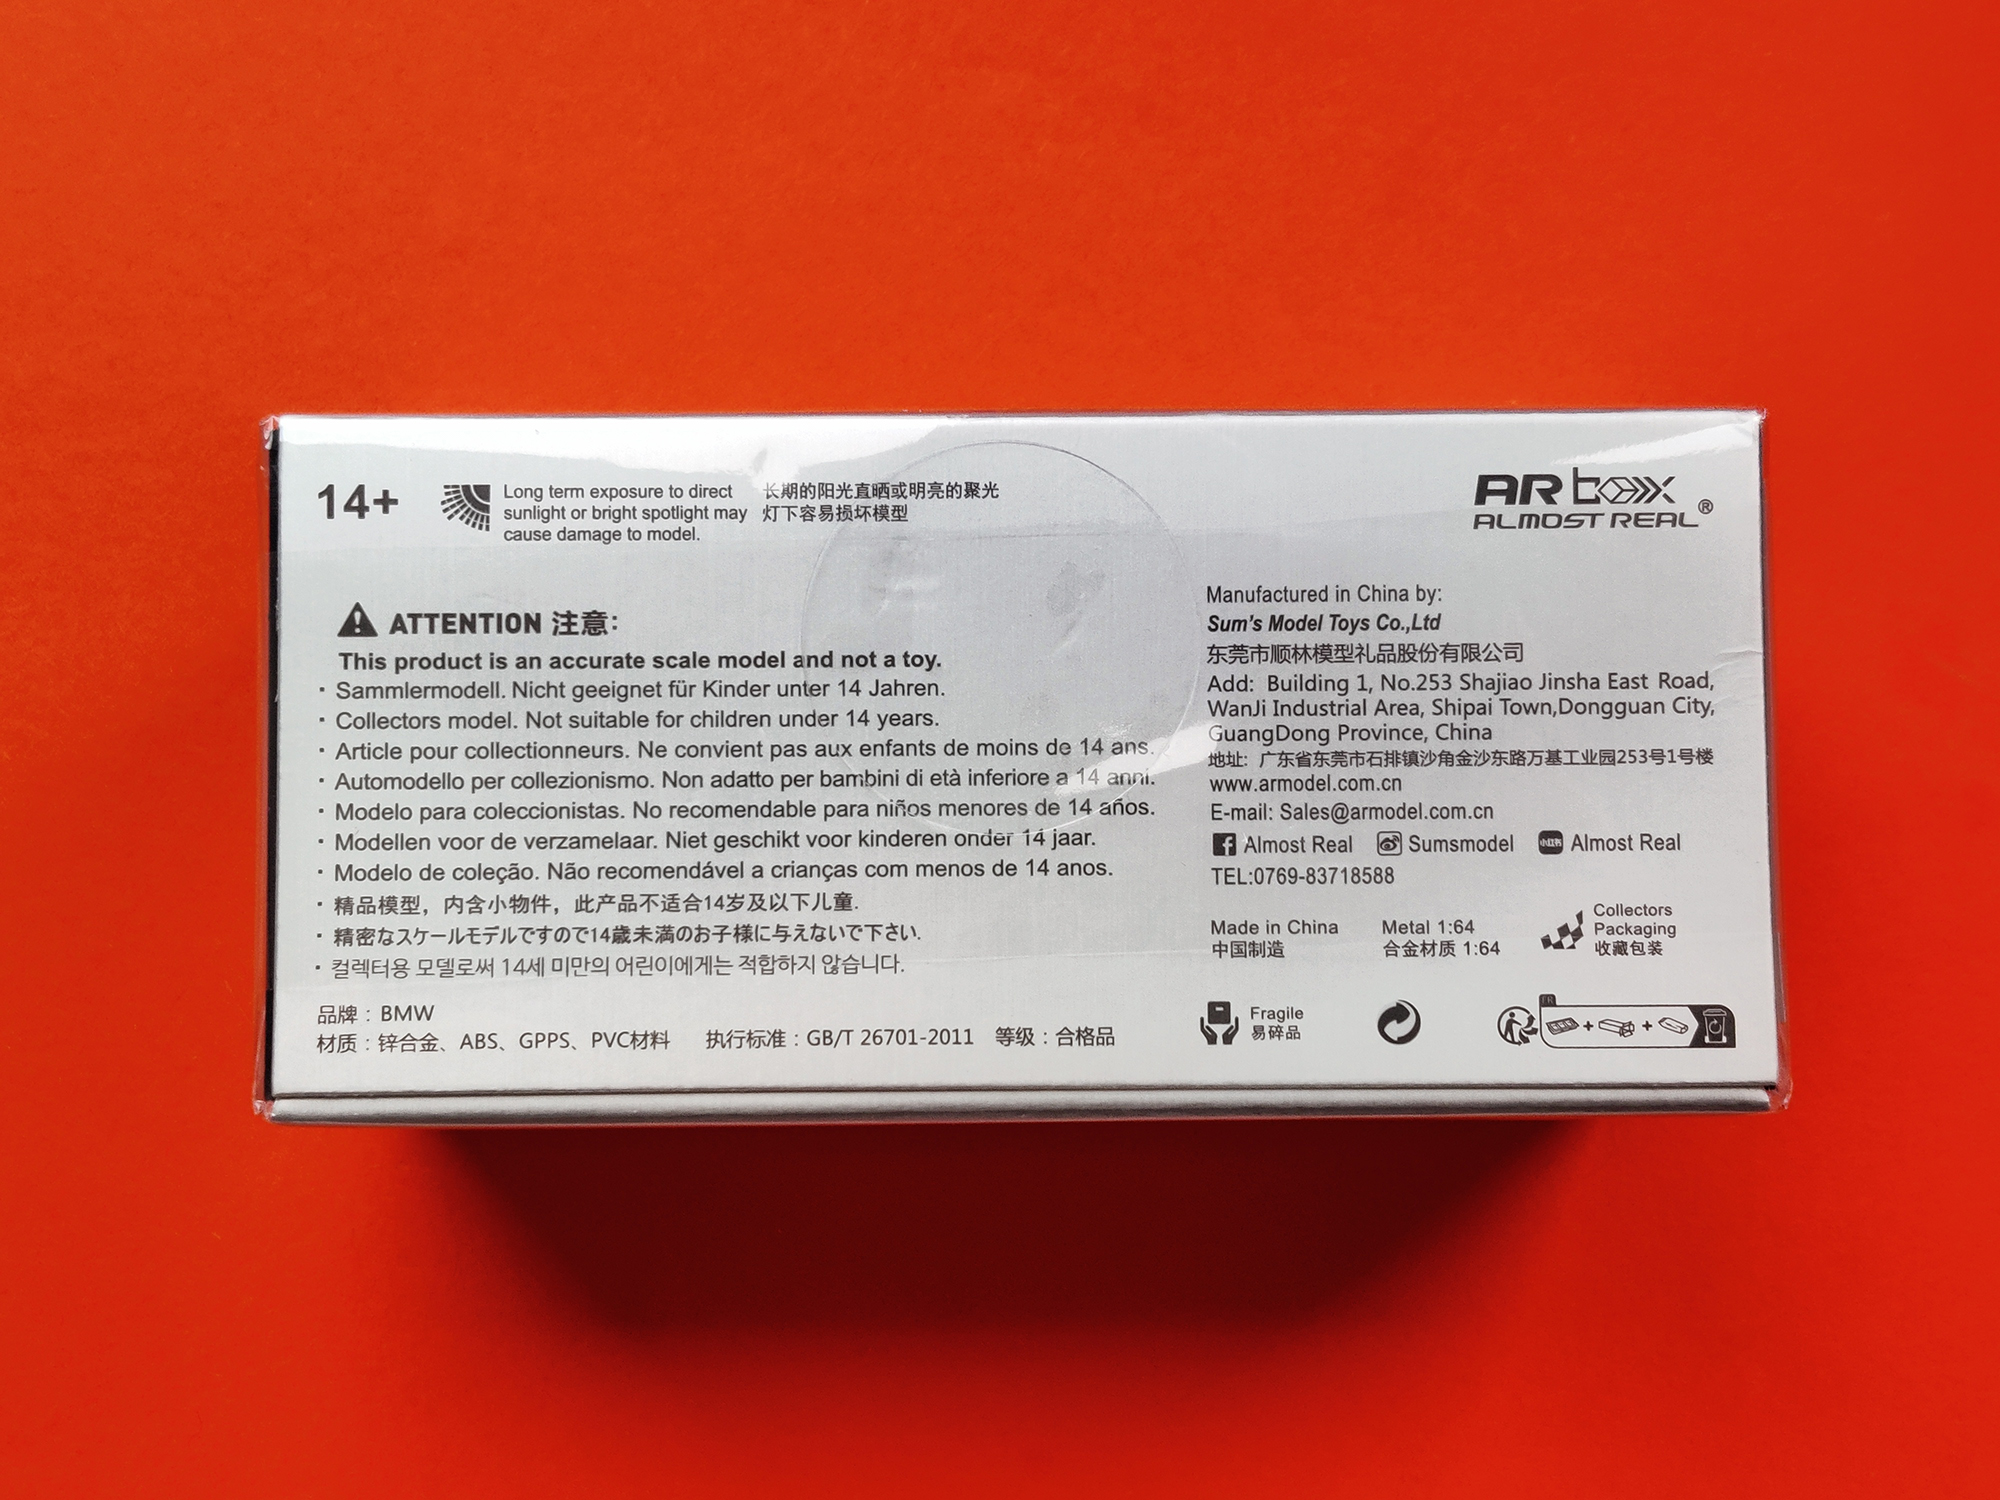 14+
Long term exposure to direct
sunlight or bright spotlight may
cause damage to model.
长期的阳光直晒或明亮的聚光
灯下容易损坏模型
AR box
ALMOST REAL®
ATTENTION 注意:
This product is an accurate scale model and not a toy.
· Sammlermodell. Nicht geeignet für Kinder unter 14 Jahren.
· Collectors model. Not suitable for children under 14 years.
· Article pour collectionneurs. Ne convient pas aux enfants de moins de 14 ans.
· Automodello per collezionismo. Non adatto per bambini di età inferiore a 14 anni.
· Modelo para coleccionistas. No recomendable para niños menores de 14 años.
· Modellen voor de verzamelaar. Niet geschikt voor kinderen onder 14 jaar.
· Modelo de coleção. Não recomendável a crianças com menos de 14 anos.
· 精品模型，内含小物件，此产品不适合14岁及以下儿童.
· 精密なスケールモデルですので14歳未満のお子様に与えないで下さい.
· 컬렉터용 모델로써 14세 미만의 어린이에게는 적합하지 않습니다.
品牌：BMW
材质：锌合金、ABS、GPPS、PVC材料 执行标准：GB/T 26701-2011 等级：合格品
Manufactured in China by:
Sum's Model Toys Co.,Ltd
东莞市顺林模型礼品股份有限公司
Add: Building 1, No.253 Shajiao Jinsha East Road,
WanJi Industrial Area, Shipai Town,Dongguan City,
GuangDong Province, China
地址: 广东省东莞市石排镇沙角金沙东路万基工业园253号1号楼
www.armodel.com.cn
E-mail: Sales@armodel.com.cn
Almost Real Sumsmodel 小红书 Almost Real
TEL:0769-83718588
Made in China
中国制造
Metal 1:64
合金材质 1:64
Collectors
Packaging
收藏包装
Fragile
易碎品
FR